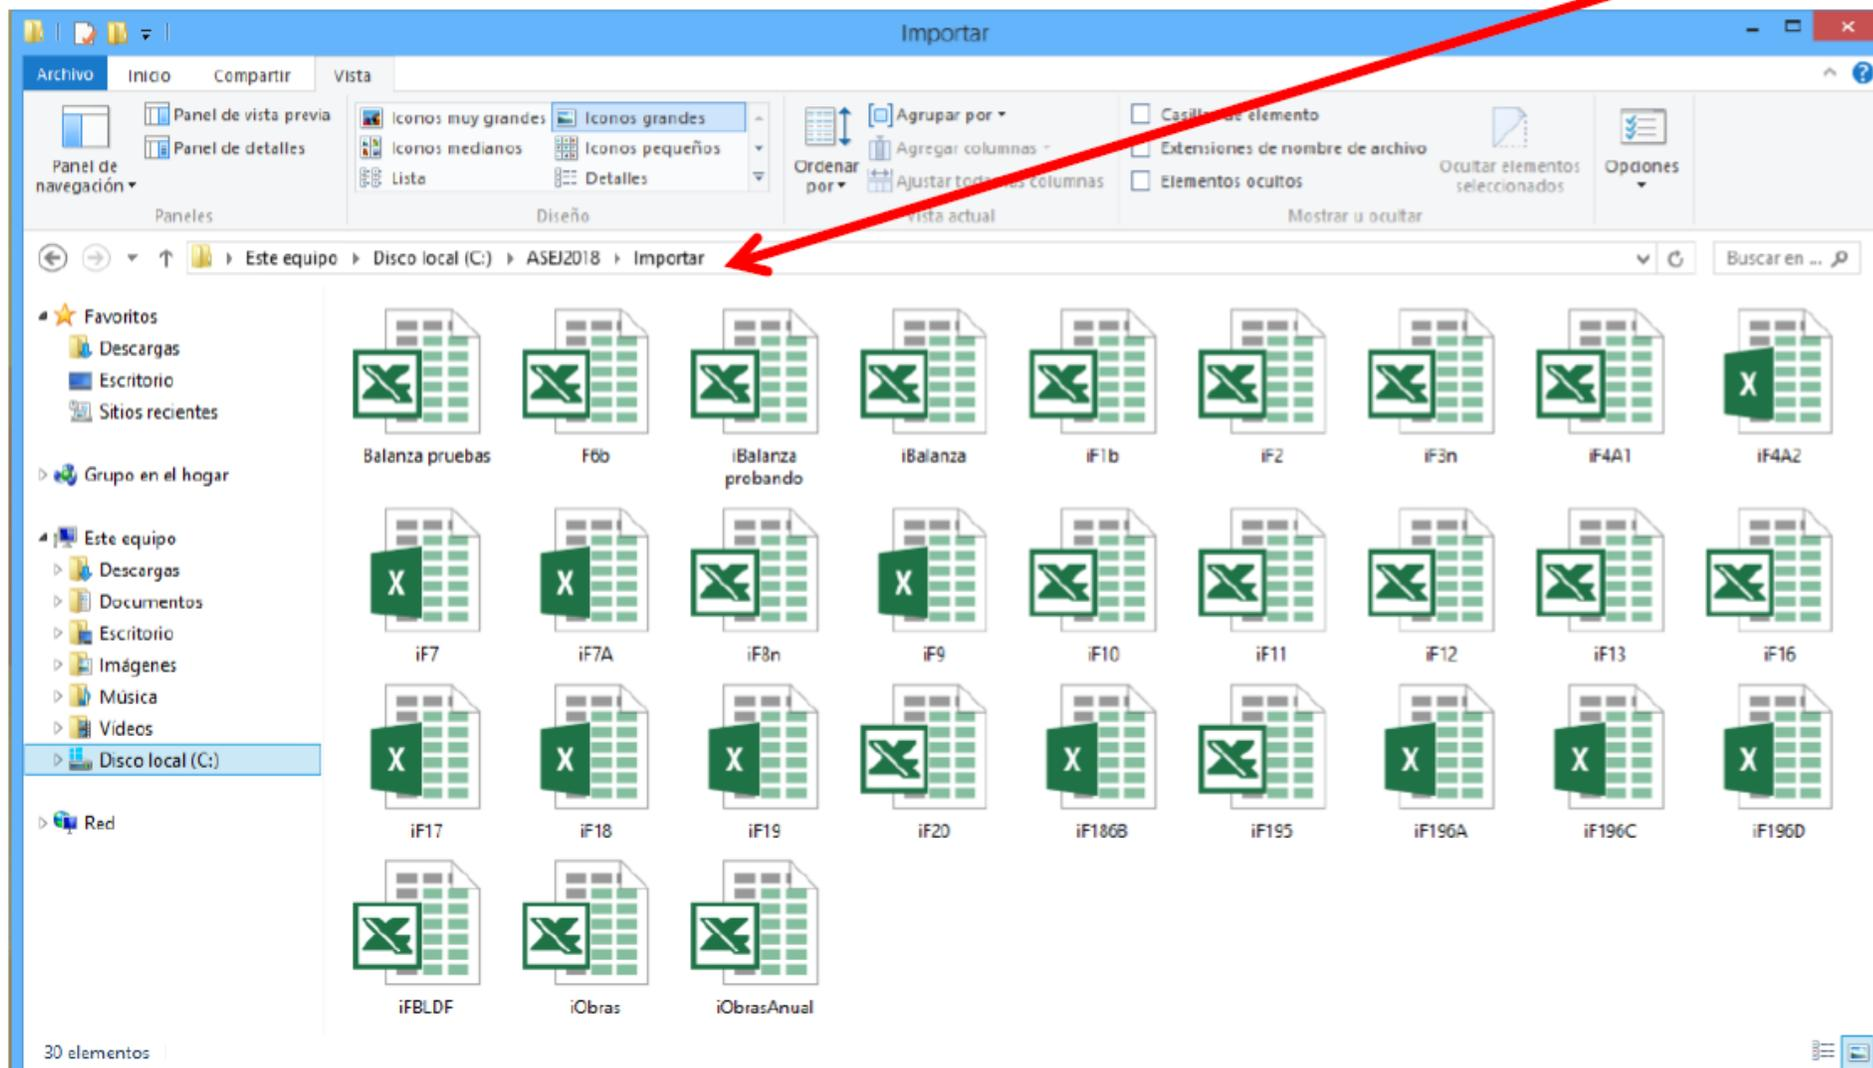 Importar
Archivo Inicio Compartir Vista
Panel de navegación
Panel de vista previa
Panel de detalles
Paneles
Iconos muy grandes Iconos grandes
Iconos medianos Iconos pequeños
Lista Detalles
Diseño
Ordenar por
Agrupar por
Agregar columnas
Ajustar todas las columnas
Vista actual
Casillas de elemento
Extensiones de nombre de archivo
Elementos ocultos
Ocultar elementos seleccionados
Mostrar u ocultar
Opciones
Este equipo Disco local (C:) ASEJ2018 Importar
Buscar en ...
Favoritos
Descargas
Escritorio
Sitios recientes
Grupo en el hogar
Este equipo
Descargas
Documentos
Escritorio
Imágenes
Música
Vídeos
Disco local (C:)
Red
Balanza pruebas F6b iBalanza probando iBalanza iF1b iF2 iF3n iF4A1 iF4A2
iF7 iF7A iF8n iF9 iF10 iF11 iF12 iF13 iF16
iF17 iF18 iF19 iF20 iF186B iF195 iF196A iF196C iF196D
iFBLDF iObras iObrasAnual
30 elementos